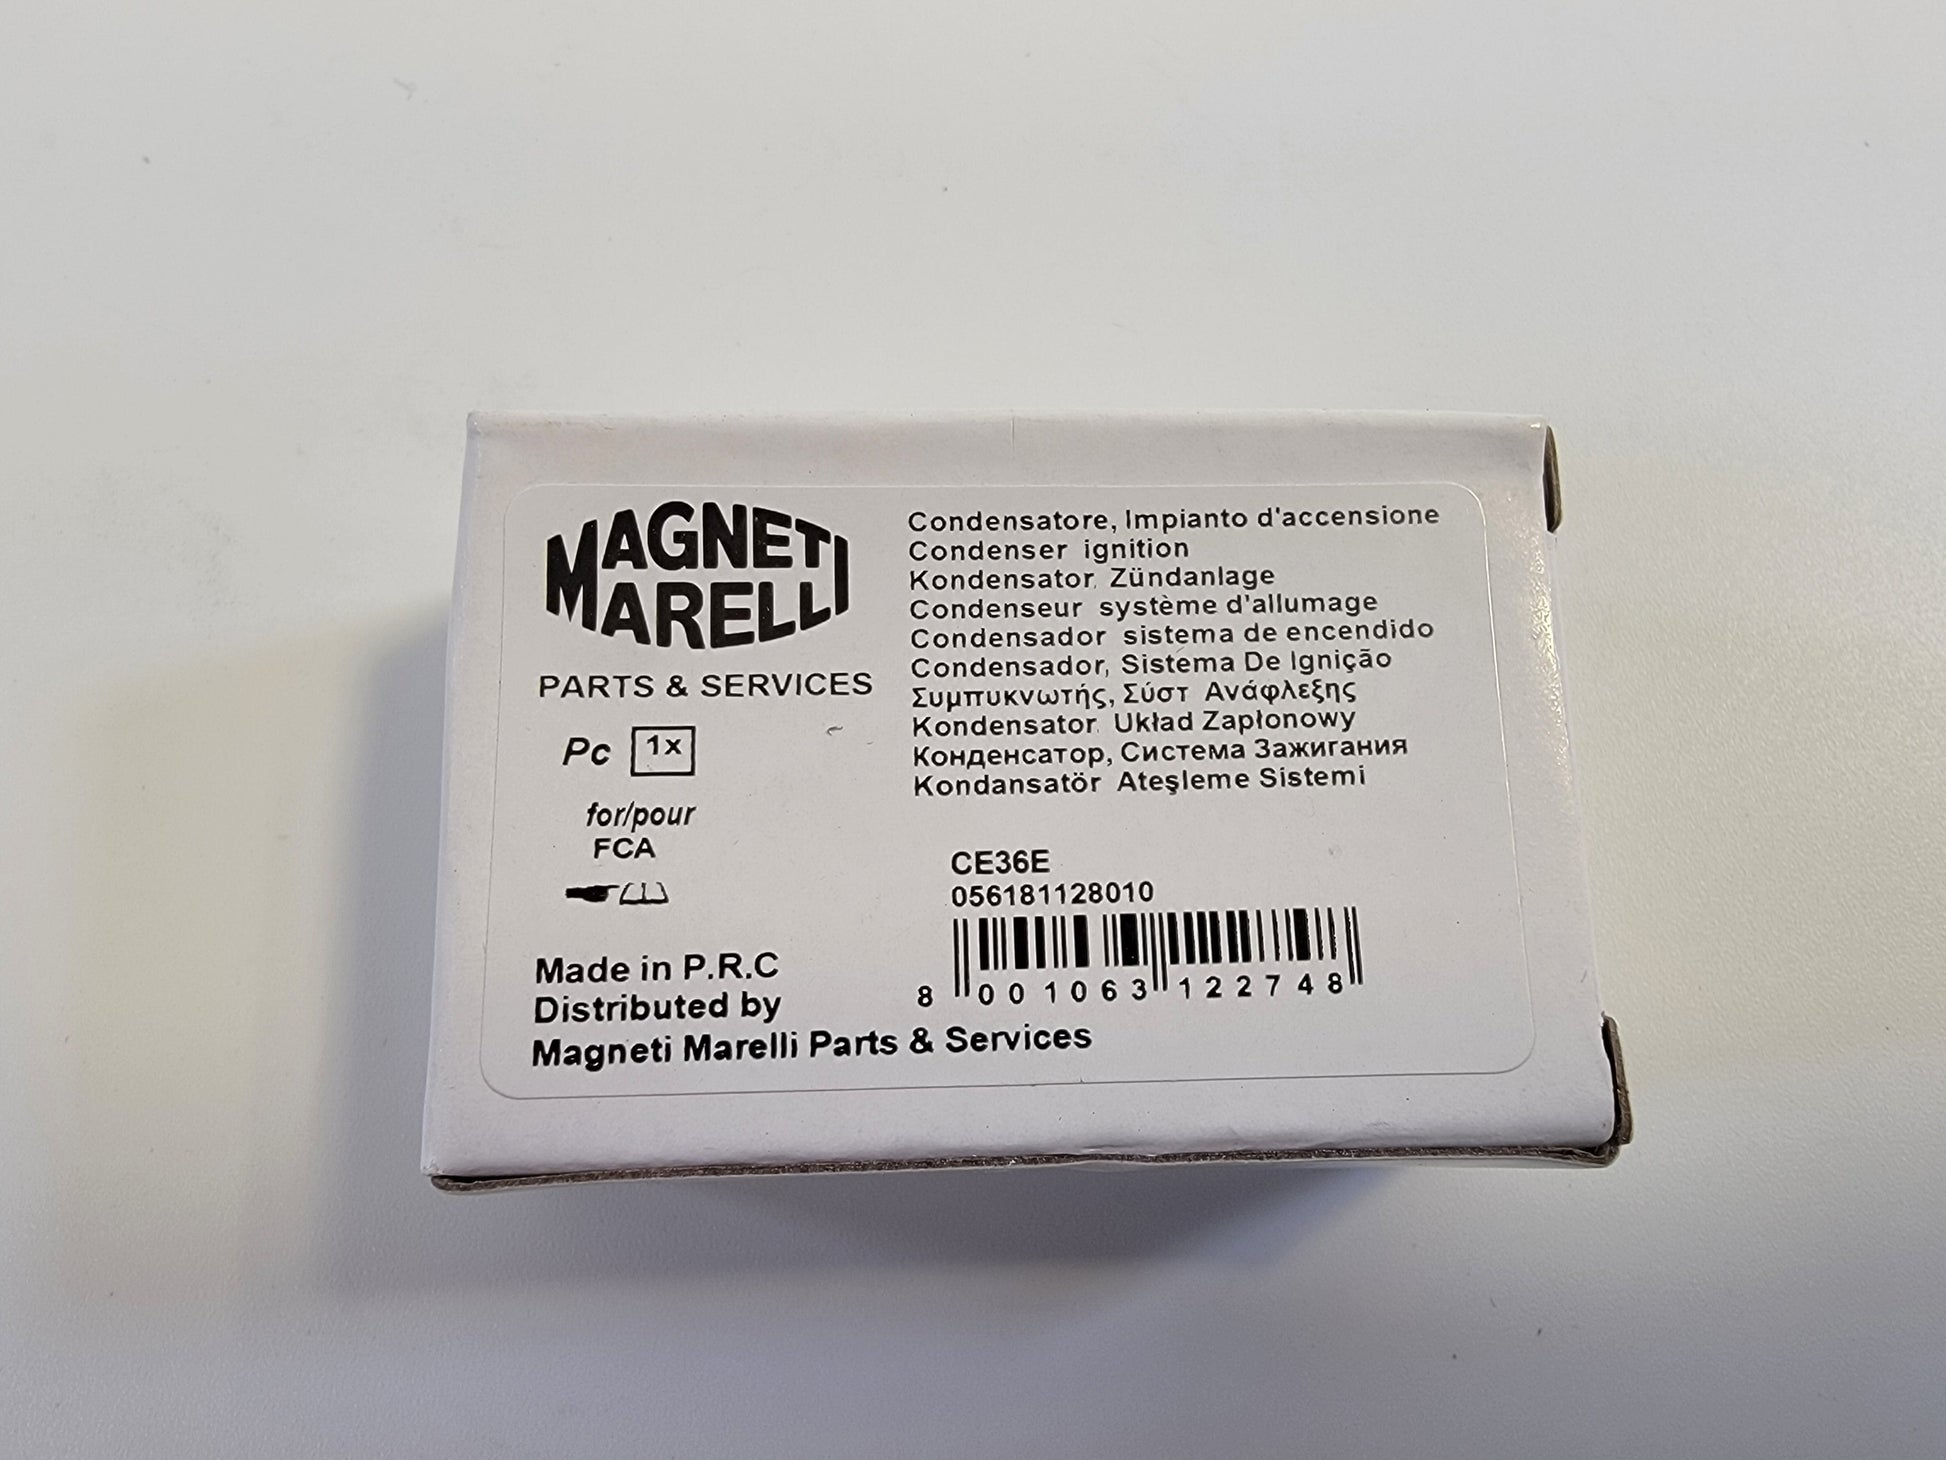 MAGNETI
MARELLI
PARTS & SERVICES
Pc 1x
for/pour
FCA
Made in P.R.C
Distributed by
Magneti Marelli Parts & Services
Condensatore, Impianto d'accensione
Condenser ignition
Kondensator, Zündanlage
Condenseur système d'allumage
Condensador sistema de encendido
Condensador, Sistema De Ignição
Συμπυκνωτής, Σύστ Ανάφλεξης
Kondensator Układ Zapłonowy
Конденсатор, Система Зажигания
Kondansatör Ateşleme Sistemi
CE36E
056181128010
8 001063 122748